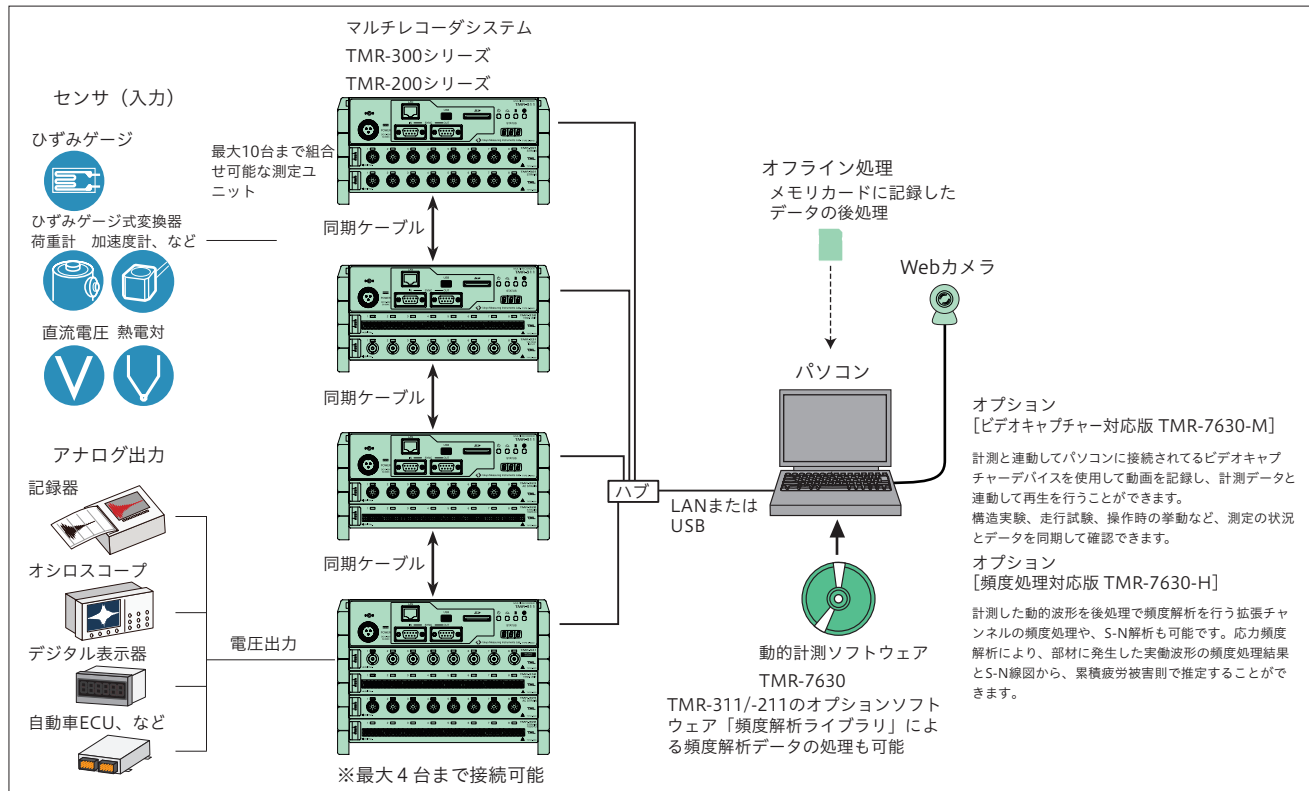 マルチレコーダシステム
TMR-300シリーズ
TMR-200シリーズ
センサ（入力）
ひずみゲージ
ひずみゲージ式変換器
荷重計　加速度計、など
直流電圧 熱電対
最大10台まで組合
せ可能な測定ユ
ニット
同期ケーブル
同期ケーブル
同期ケーブル
アナログ出力
記録器
オシロスコープ
デジタル表示器
自動車ECU、など
電圧出力
※最大４台まで接続可能
ハブ
LANまたは
USB
オフライン処理
メモリカードに記録した
データの後処理
Webカメラ
パソコン
動的計測ソフトウェア
TMR-7630
TMR-311/-211のオプションソフト
ウェア「頻度解析ライブラリ」によ
る頻度解析データの処理も可能
オプション
［ビデオキャプチャー対応版 TMR-7630-M］
計測と連動してパソコンに接続されてるビデオキャプ
チャーデバイスを使用して動画を記録し、計測データと
連動して再生を行うことができます。
構造実験、走行試験、操作時の挙動など、測定の状況
とデータを同期して確認できます。
オプション
［頻度処理対応版 TMR-7630-H］
計測した動的波形を後処理で頻度解析を行う拡張チャ
ンネルの頻度処理や、S-N解析も可能です。応力頻度
解析により、部材に発生した実働波形の頻度処理結果
とS-N線図から、累積疲労被害則で推定することがで
きます。